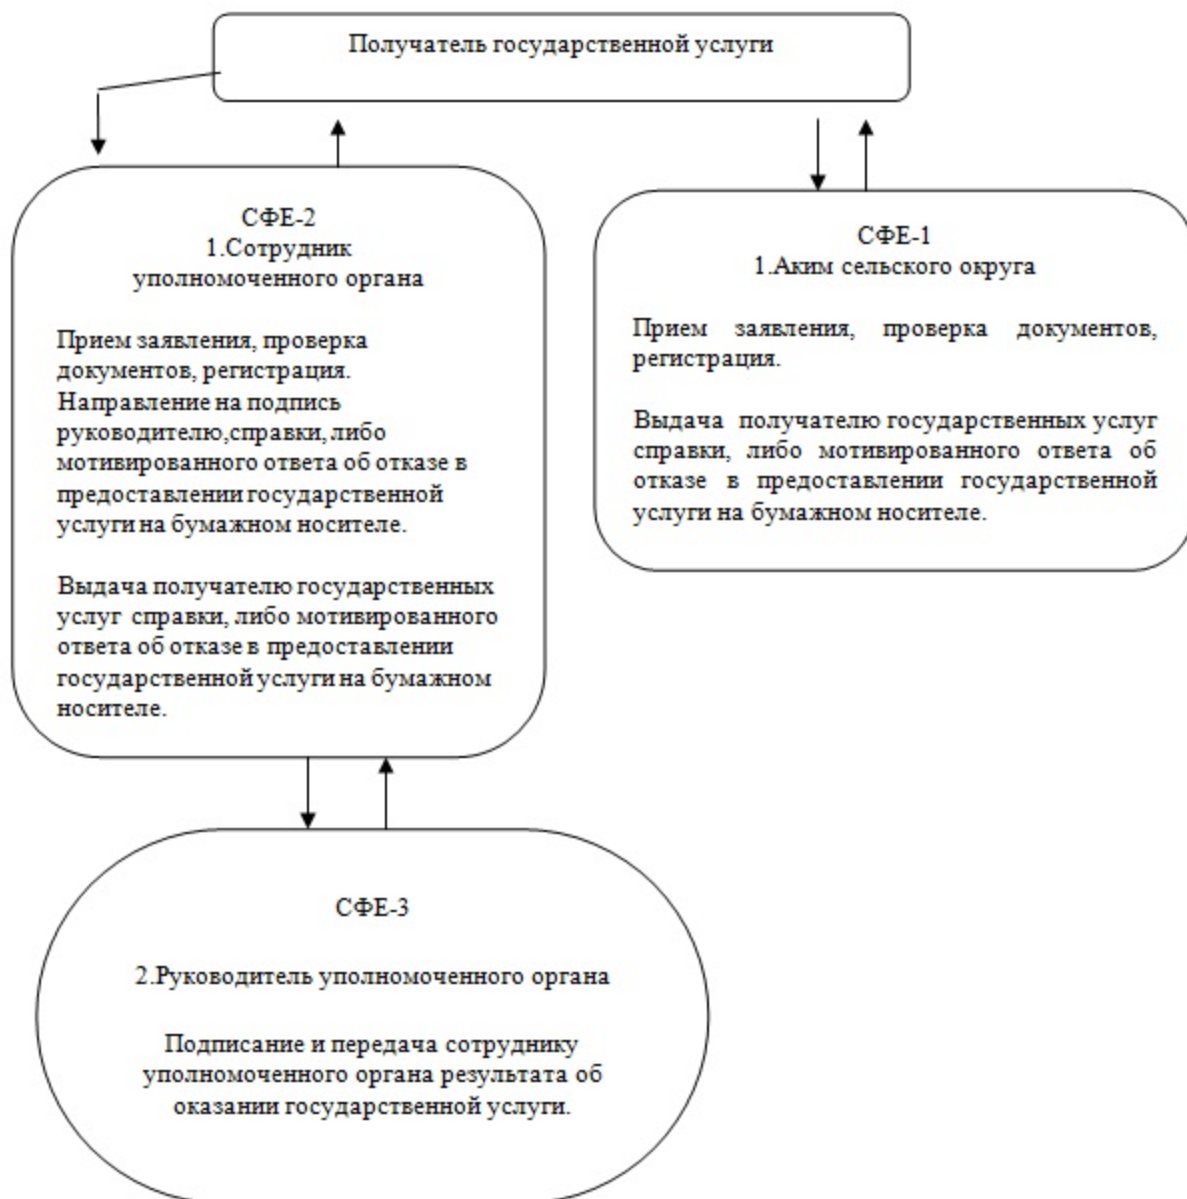 Получатель государственной услуги
СФЕ-2
1.Сотрудник
уполномоченного органа
Прием заявления, проверка
документов, регистрация.
Направление на подпись
руководителю,справки, либо
мотивированного ответа об отказе в
предоставлении государственной
услуги на бумажном носителе.
Выдача получателю государственных
услуг справки, либо мотивированного
ответа об отказе в предоставлении
государственной услуги на бумажном
носителе.
СФЕ-1
1.Аким сельского округа
Прием заявления, проверка документов,
регистрация.
Выдача получателю государственных услуг
справки, либо мотивированного ответа об
отказе в предоставлении государственной
услуги на бумажном носителе.
СФЕ-3
2.Руководитель уполномоченного органа
Подписание и передача сотруднику
уполномоченного органа результата об
оказании государственной услуги.